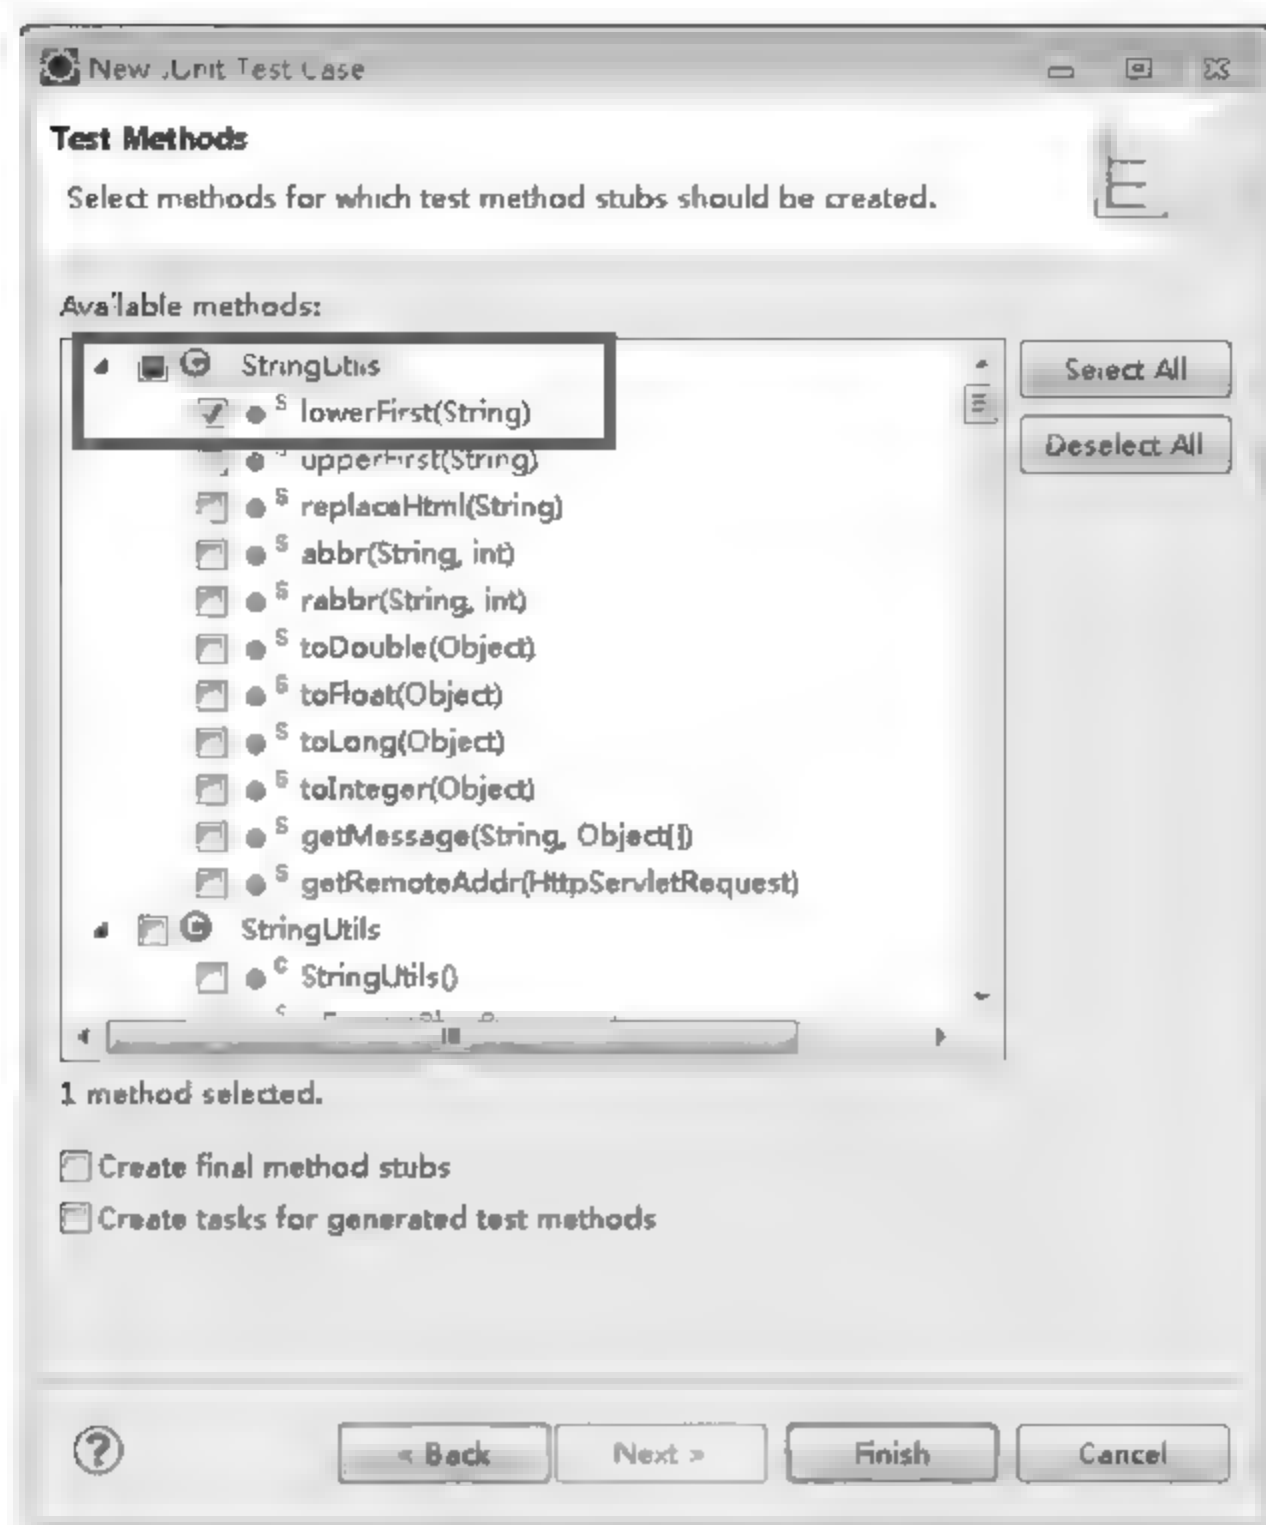 New JUnit Test Case
Test Methods
Select methods for which test method stubs should be created.
Available methods:
StringUtils
S lowerFirst(String)
S upperFirst(String)
S replaceHtml(String)
S abbr(String, int)
S rabbr(String, int)
S toDouble(Object)
S toFloat(Object)
S toLong(Object)
S toInteger(Object)
S getMessage(String, Object[])
S getRemoteAddr(HttpServletRequest)
StringUtils
C StringUtils()
Select All
Deselect All
1 method selected.
Create final method stubs
Create tasks for generated test methods
? < Back Next > Finish Cancel